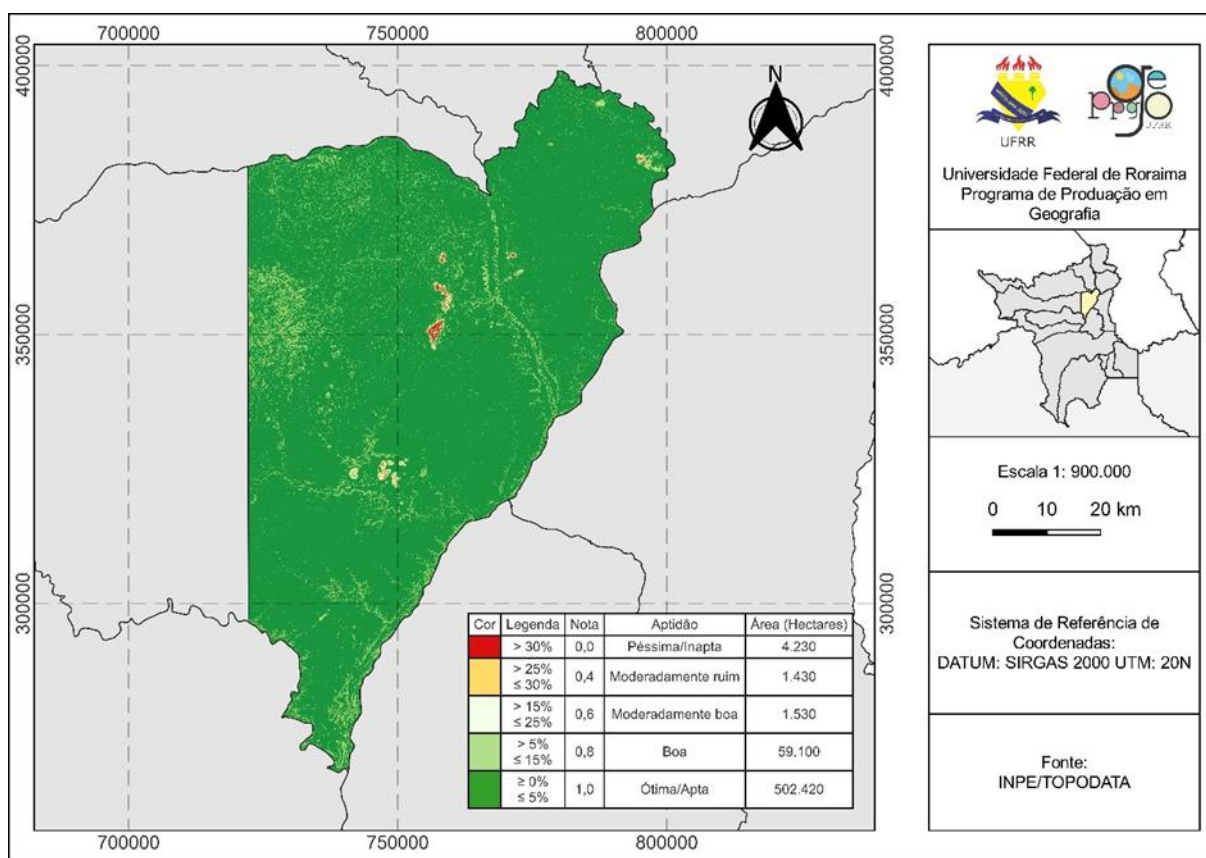 700000
750000
800000
400000
350000
300000
400000
350000
300000
700000
750000
800000
N
Cor Legenda Nota Aptidão Área (Hectares)
> 30% 0,0 Péssima/Inapta 4.230
> 25%
≤ 30% 0,4 Moderadamente ruim 1.430
> 15%
≤ 25% 0,6 Moderadamente boa 1.530
> 5%
≤ 15% 0,8 Boa 59.100
≥ 0%
≤ 5% 1,0 Ótima/Apta 502.420
UFRR
ppgeo
UFRR
Universidade Federal de Roraima
Programa de Produação em
Geografia
Escala 1: 900.000
0 10 20 km
Sistema de Referência de
Coordenadas:
DATUM: SIRGAS 2000 UTM: 20N
Fonte:
INPE/TOPODATA